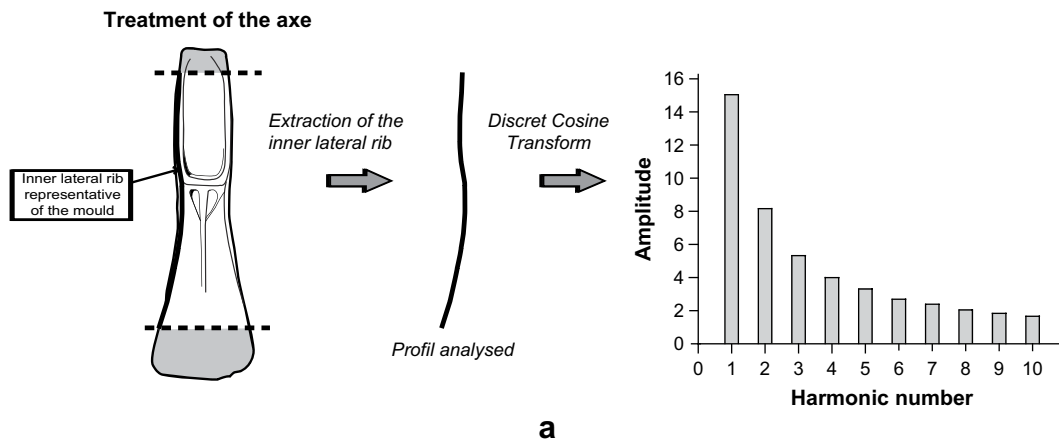 Treatment of the axe
Extraction of the
inner lateral rib
Discret Cosine
Transform
Inner lateral rib
representative
of the mould
Profil analysed
Amplitude
16
14
12
10
8
6
4
2
0
0 1 2 3 4 5 6 7 8 9 10
Harmonic number
a